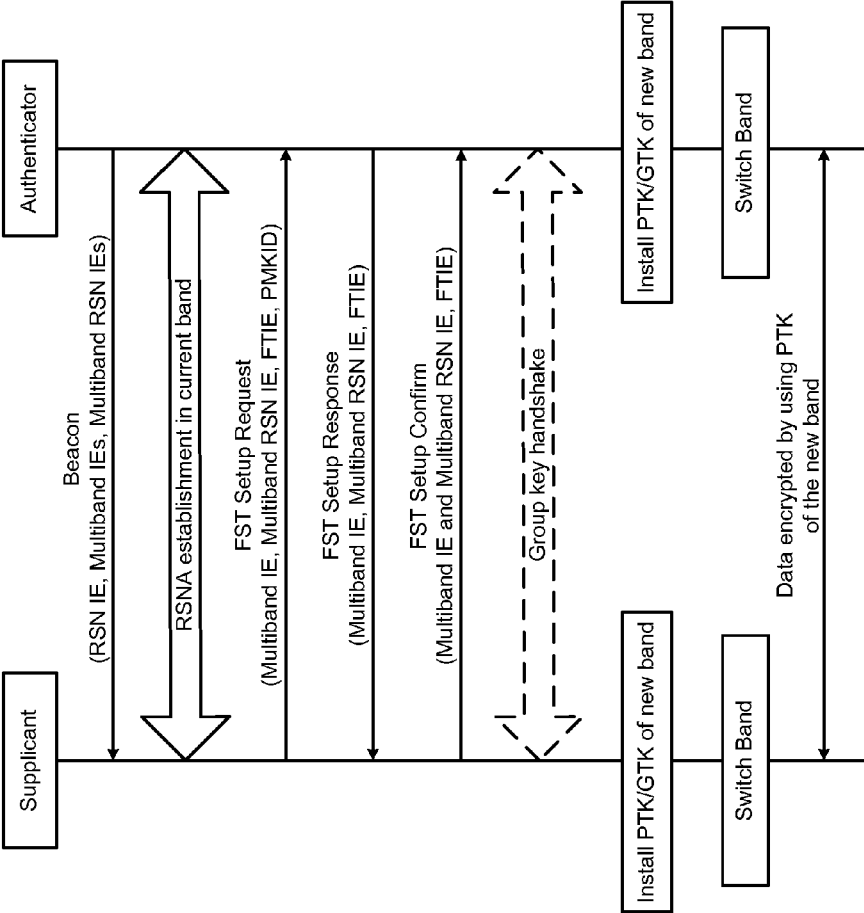 Supplicant
Authenticator
Beacon
(RSN IE, Multiband IEs, Multiband RSN IEs)
RSNA establishment in current band
FST Setup Request
(Multiband IE, Multiband RSN IE, FTIE, PMKID)
FST Setup Response
(Multiband IE, Multiband RSN IE, FTIE)
FST Setup Confirm
(Multiband IE and Multiband RSN IE, FTIE)
Group key handshake
Install PTK/GTK of new band
Install PTK/GTK of new band
Switch Band
Switch Band
Data encrypted by using PTK
of the new band